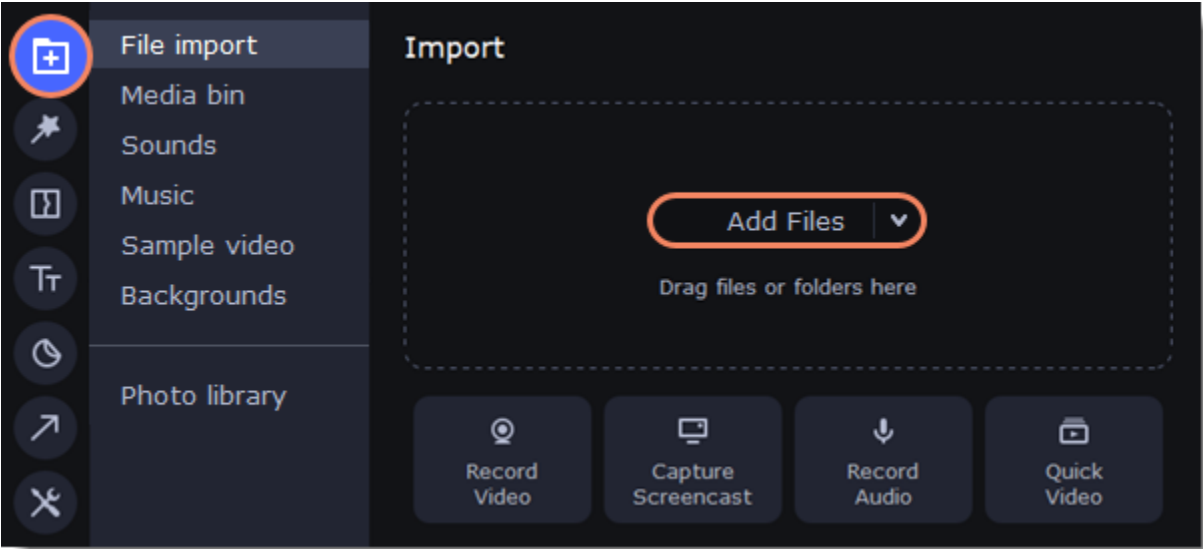 File import
Media bin
Sounds
Music
Sample video
Backgrounds
Photo library
Import
Add Files
Drag files or folders here
Record
Video
Capture
Screencast
Record
Audio
Quick
Video